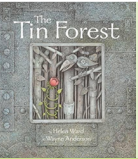 The
Tin Forest
Helen Ward
Wayne Anderson